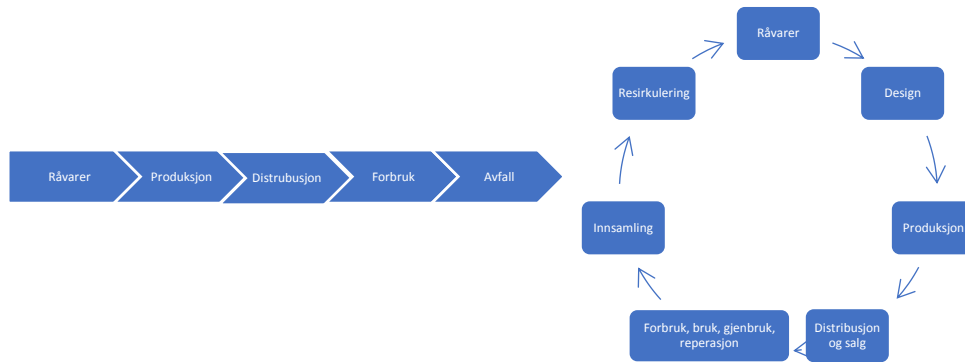 Råvarer
Produksjon
Distrubusjon
Forbruk
Avfall
Råvarer
Design
Produksjon
Distribusjon
og salg
Forbruk, bruk, gjenbruk,
reperasjon
Innsamling
Resirkulering